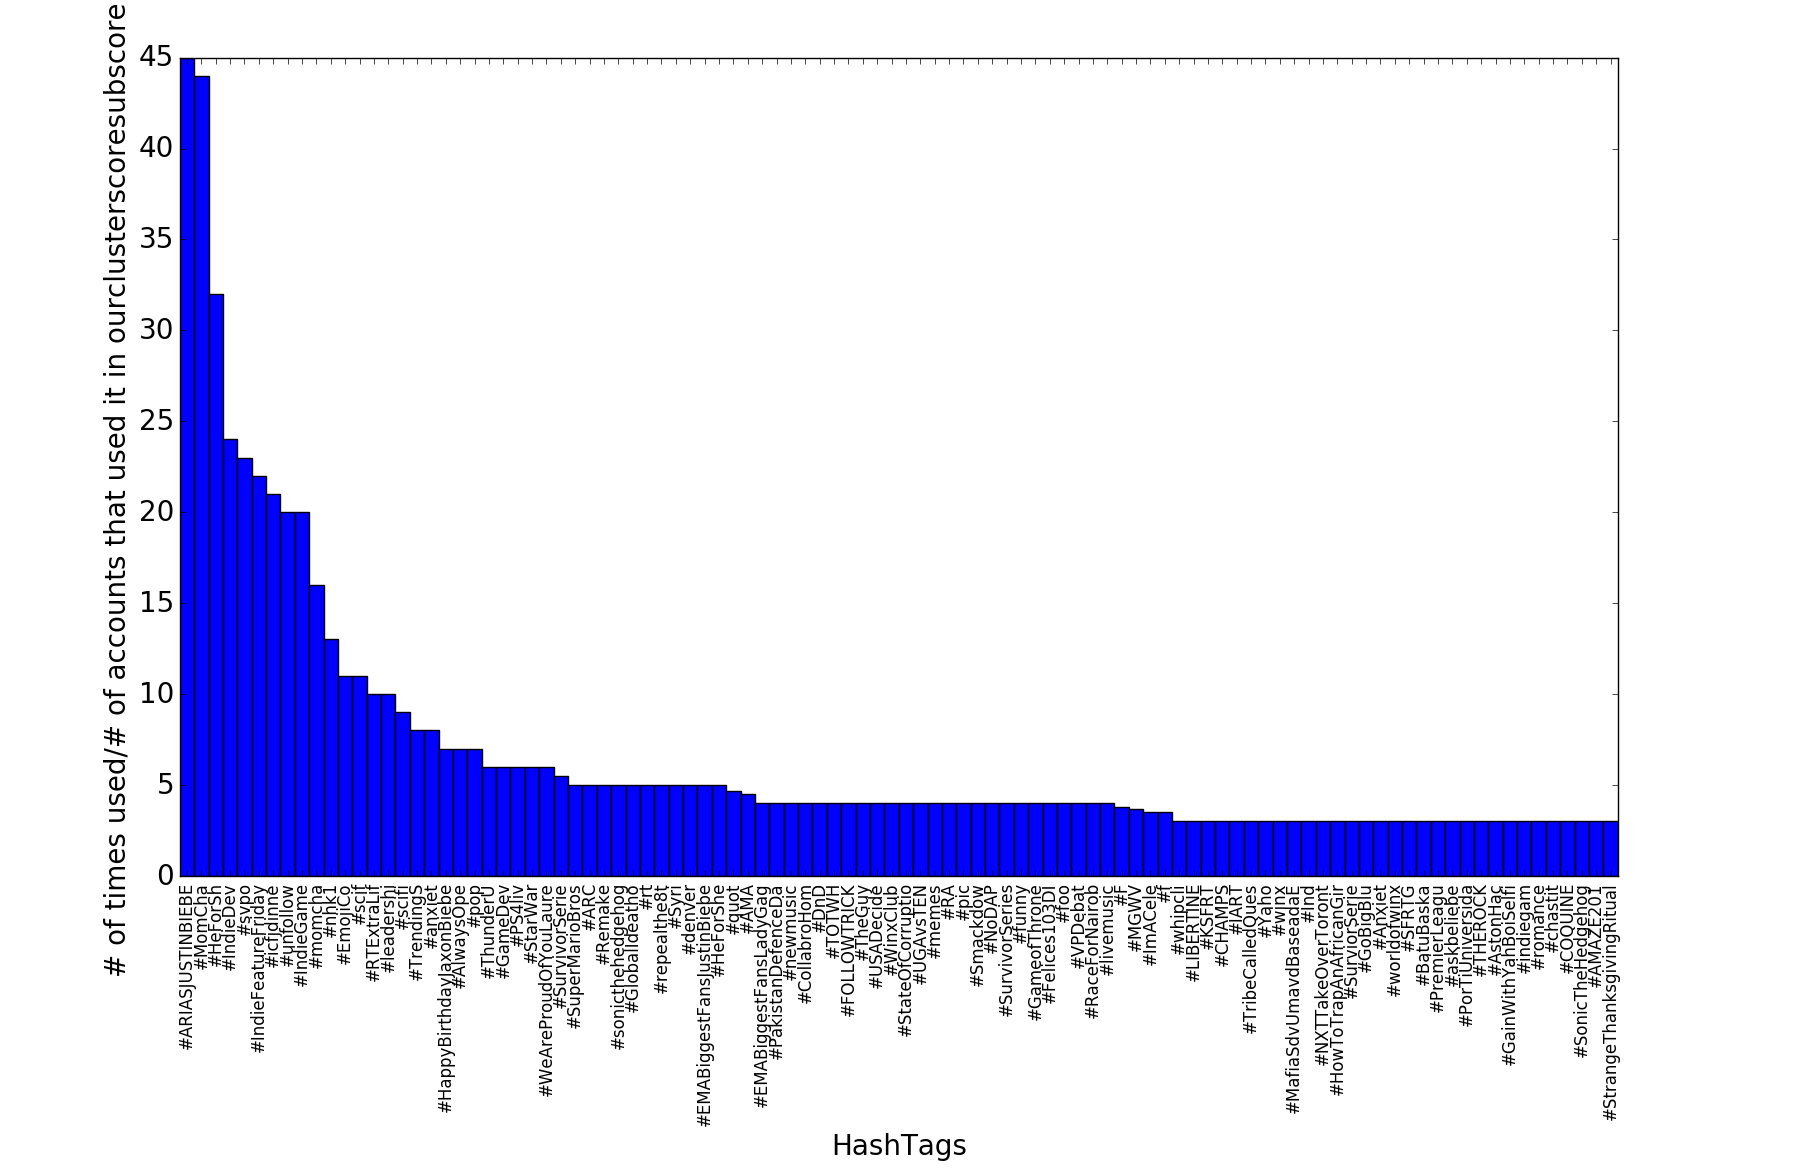 # of times used/# of accounts that used it in ourclusterscoresubscore
45
40
35
30
25
20
15
10
5
0
#ARIASJUSTINBIEBE
#MomCha
#HeForSh
#IndieDev
#svpo
#IndieFeatureFriday
#icfjdinne
#unfollow
#IndieGame
#momcha
#nhk1
#EmojiCo
#scif
#RTExtraLif
#leadershi
#scifi
#TrendingS
#anxiet
#HappyBirthdayJaxonBiebe
#AlwaysOpe
#pop
#ThunderU
#GameDev
#PS4liv
#StarWar
#WeAreProudOfYouLaure
#SurvivorSerie
#SuperMarioBros
#ARC
#Remake
#sonicthehedgehog
#Globalldeatho
#rt
#repealthe8t
#Syri
#denver
#EMABiggestFansJustinBiebe
#HeForShe
#quot
#AMA
#EMABiggestFansLadyGag
#PakistanDefenceDa
#newmusic
#CollabroHom
#DnD
#TOTWH
#FOLLOWTRICK
#TheGuy
#USADecide
#WinxClub
#StateOfCorruptio
#UGAvsTEN
#memes
#RA
#pic
#Smackdow
#NoDAP
#SurvivorSeries
#funny
#GameofThrone
#Felices103DI
#foo
#VPDebat
#RaceForNairob
#livemusic
#F
#MGWV
#ImACele
#r
#whipcli
#LIBERTINE
#KSFRT
#CHAMPS
#IART
#TribeCalledQues
#Yaho
#winx
#MafiaSdvUmavdBaseadaE
#Ind
#NXTTakeOverToront
#HowToTrapAnAfricanGir
#SurviorSerie
#GoBigBlu
#Anxiet
#worldofwinx
#SFRTG
#BatuBaska
#PremierLeagu
#askbeliebe
#PorTiUniversida
#THEROCK
#AstonHac
#GainWithYahBoiSelfi
#indiegam
#romance
#chastit
#COQUINE
#SonicTheHedgehog
#AMAZE201
#StrangeThanksgivingRitual
HashTags